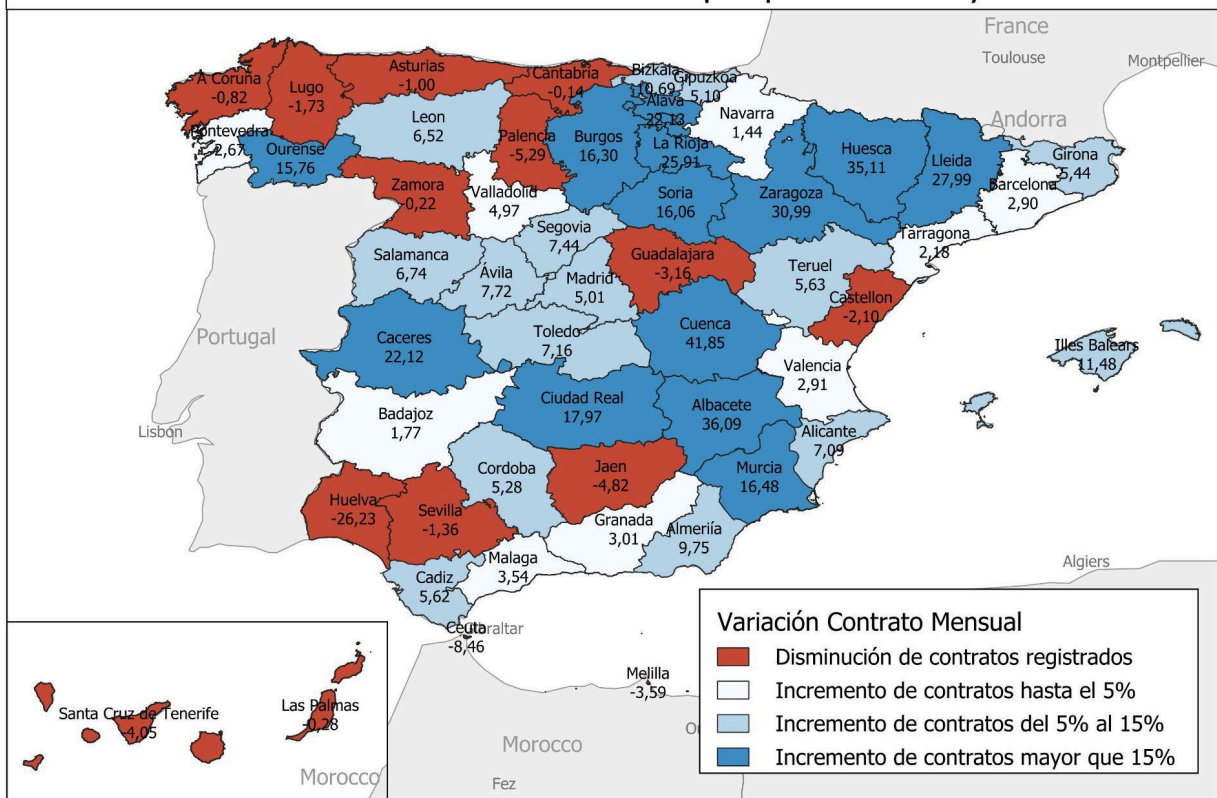 France
Toulouse
Montpellier
Andorra
A Coruña
-0,82
Lugo
-1,73
Asturias
-1,00
Cantabria
-0,14
Bizkaia
10,69
Gipuzkoa
5,10
Alava
22,13
Navarra
1,44
Leon
6,52
Palencia
-5,29
Burgos
16,30
La Rioja
25,91
Huesca
35,11
Lleida
27,99
Girona
5,44
Barcelona
2,90
Pontevedra
2,67
Ourense
15,76
Zamora
-0,22
Valladolid
4,97
Soria
16,06
Zaragoza
30,99
Tarragona
2,18
Segovia
7,44
Salamanca
6,74
Ávila
7,72
Madrid
5,01
Guadalajara
-3,16
Teruel
5,63
Castellon
-2,10
Portugal
Caceres
22,12
Toledo
7,16
Cuenca
41,85
Valencia
2,91
Illes Balears
11,48
Lisbon
Badajoz
1,77
Ciudad Real
17,97
Albacete
36,09
Alicante
7,09
Huelva
-26,23
Sevilla
-1,36
Cordoba
5,28
Jaen
-4,82
Murcia
16,48
Granada
3,01
Almeriía
9,75
Malaga
3,54
Cadiz
5,62
Ceuta
-8,46
Gibraltar
Algiers
Melilla
-3,59
Santa Cruz de Tenerife
-4,05
Las Palmas
-0,28
Morocco
Morocco
Fez
Variación Contrato Mensual
Disminución de contratos registrados
Incremento de contratos hasta el 5%
Incremento de contratos del 5% al 15%
Incremento de contratos mayor que 15%